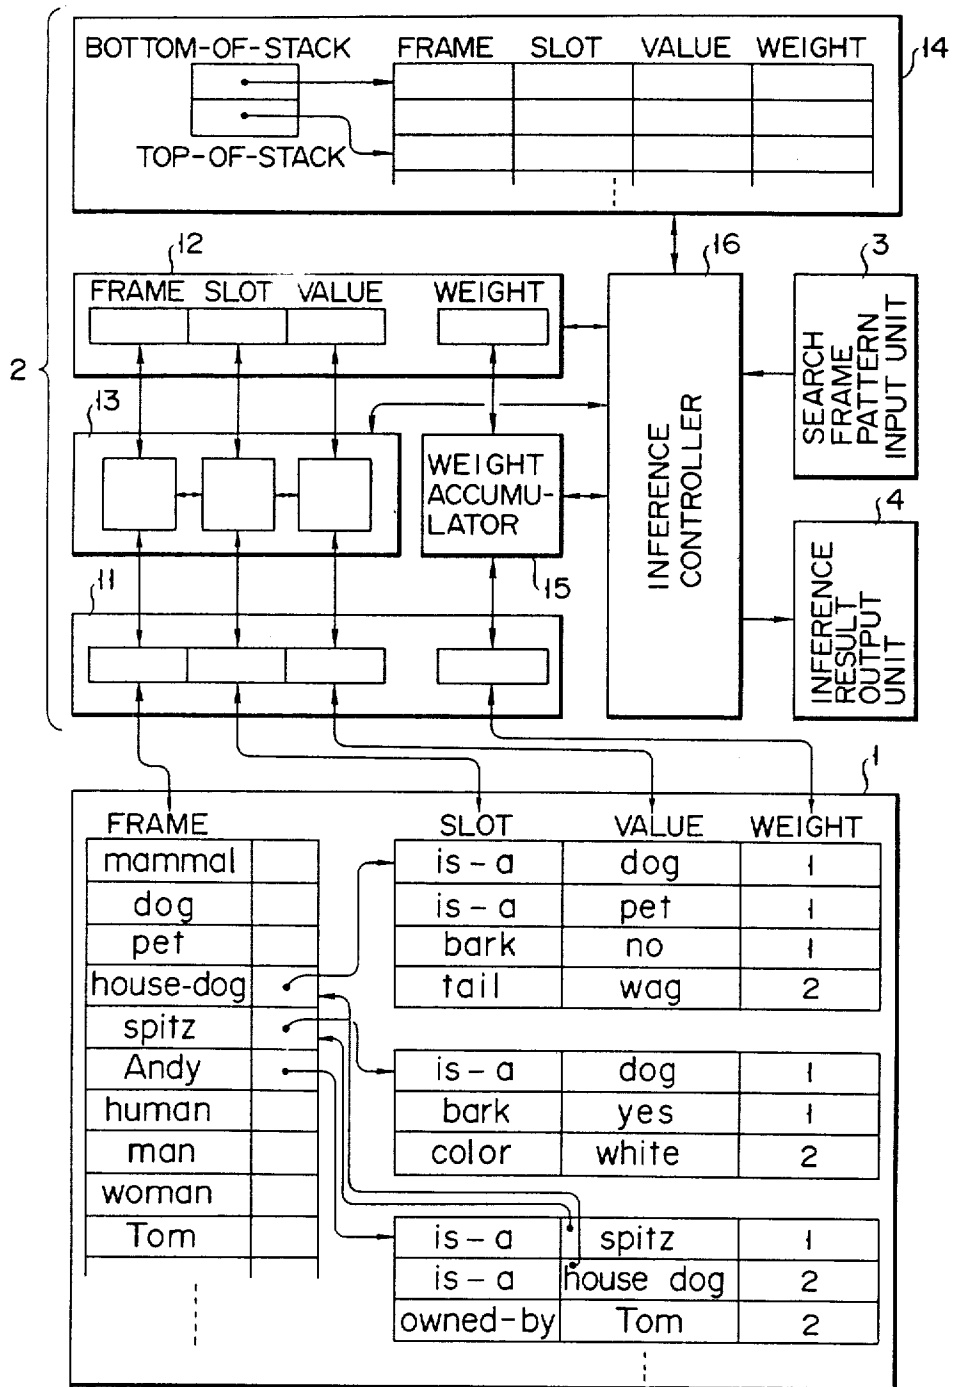 BOTTOM-OF-STACK
FRAME SLOT VALUE WEIGHT
14
TOP-OF-STACK
12
16
3
FRAME SLOT VALUE WEIGHT
2
SEARCH
FRAME
PATTERN
INPUT UNIT
13
WEIGHT
ACCUMU-
LATOR
INFERENCE
CONTROLLER
4
15
11
INFERENCE
RESULT
OUTPUT
UNIT
1
FRAME
SLOT VALUE WEIGHT
mammal
is-a dog 1
dog
is-a pet 1
pet
bark no 1
house-dog
tail wag 2
spitz
Andy
is-a dog 1
human
bark yes 1
man
color white 2
woman
Tom
is-a spitz 1
is-a house dog 2
owned-by Tom 2